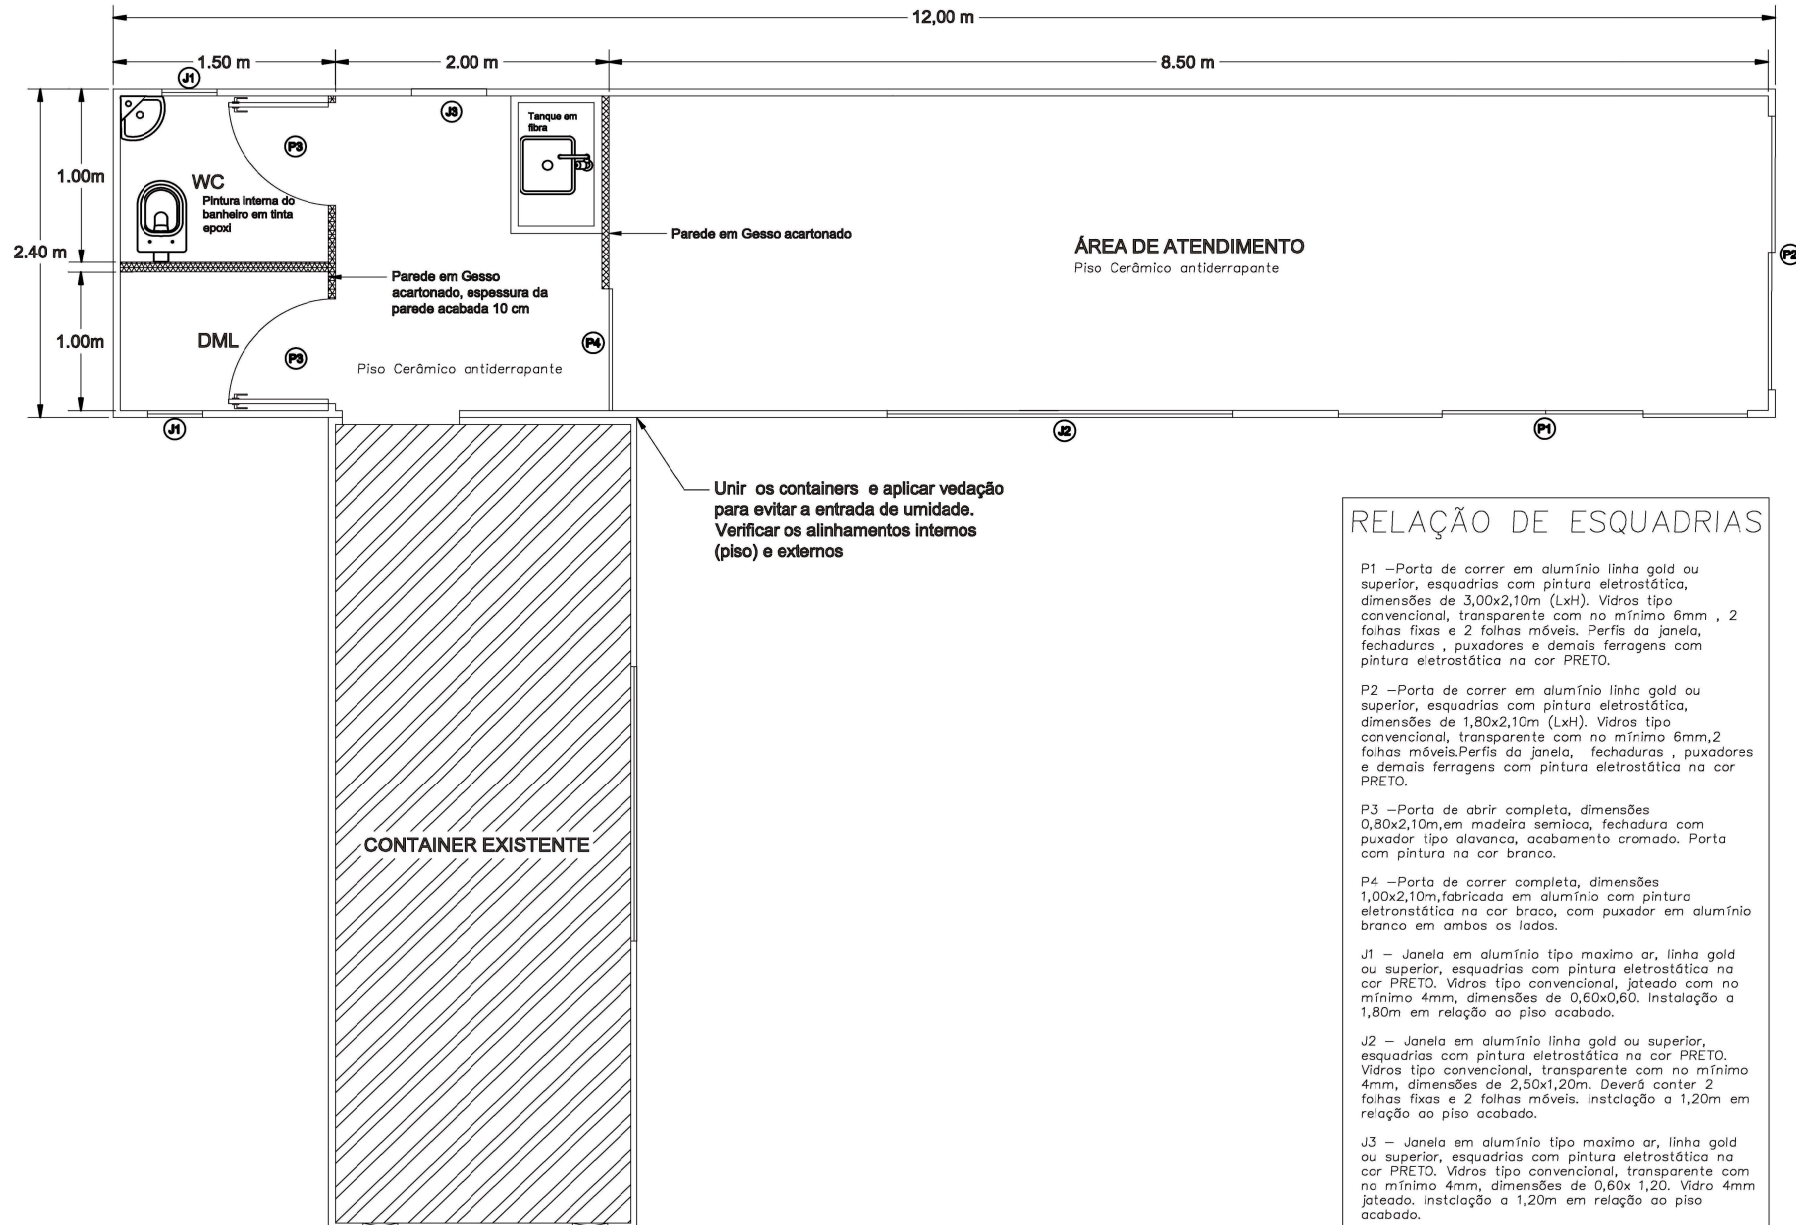 12,00 m
1.50 m
2.00 m
8.50 m
J1
J3
Tanque em
fibra
P3
1.00m
WC
Pintura interna do
banheiro em tinta
epoxi
2.40 m
Parede em Gesso acartonado
ÁREA DE ATENDIMENTO
Piso Cerâmico antiderrapante
P2
Parede em Gesso
acartonado, espessura da
parede acabada 10 cm
1.00m
DML
P3
P4
Piso Cerâmico antiderrapante
J1
J2
P1
Unir os containers e aplicar vedação
para evitar a entrada de umidade.
Verificar os alinhamentos internos
(piso) e externos
CONTAINER EXISTENTE
RELAÇÃO DE ESQUADRIAS
P1 –Porta de correr em alumínio linha gold ou
superior, esquadrias com pintura eletrostática,
dimensões de 3,00x2,10m (LxH). Vidros tipo
convencional, transparente com no mínimo 6mm , 2
folhas fixas e 2 folhas móveis. Perfis da janela,
fechaduras , puxadores e demais ferragens com
pintura eletrostática na cor PRETO.
P2 –Porta de correr em alumínio linha gold ou
superior, esquadrias com pintura eletrostática,
dimensões de 1,80x2,10m (LxH). Vidros tipo
convencional, transparente com no mínimo 6mm,2
folhas móveis.Perfis da janela, fechaduras , puxadores
e demais ferragens com pintura eletrostática na cor
PRETO.
P3 –Porta de abrir completa, dimensões
0,80x2,10m,em madeira semioca, fechadura com
puxador tipo alavanca, acabamento cromado. Porta
com pintura na cor branco.
P4 –Porta de correr completa, dimensões
1,00x2,10m,fabricada em alumínio com pintura
eletronstática na cor braco, com puxador em alumínio
branco em ambos os lados.
J1 – Janela em alumínio tipo maximo ar, linha gold
ou superior, esquadrias com pintura eletrostática na
cor PRETO. Vidros tipo convencional, jateado com no
mínimo 4mm, dimensões de 0,60x0,60. Instalação a
1,80m em relação ao piso acabado.
J2 – Janela em alumínio linha gold ou superior,
esquadrias com pintura eletrostática na cor PRETO.
Vidros tipo convencional, transparente com no mínimo
4mm, dimensões de 2,50x1,20m. Deverá conter 2
folhas fixas e 2 folhas móveis. Instalação a 1,20m em
relação ao piso acabado.
J3 – Janela em alumínio tipo maximo ar, linha gold
ou superior, esquadrias com pintura eletrostática na
cor PRETO. Vidros tipo convencional, transparente com
no mínimo 4mm, dimensões de 0,60x 1,20. Vidro 4mm
jateado. Instalação a 1,20m em relação ao piso
acabado.